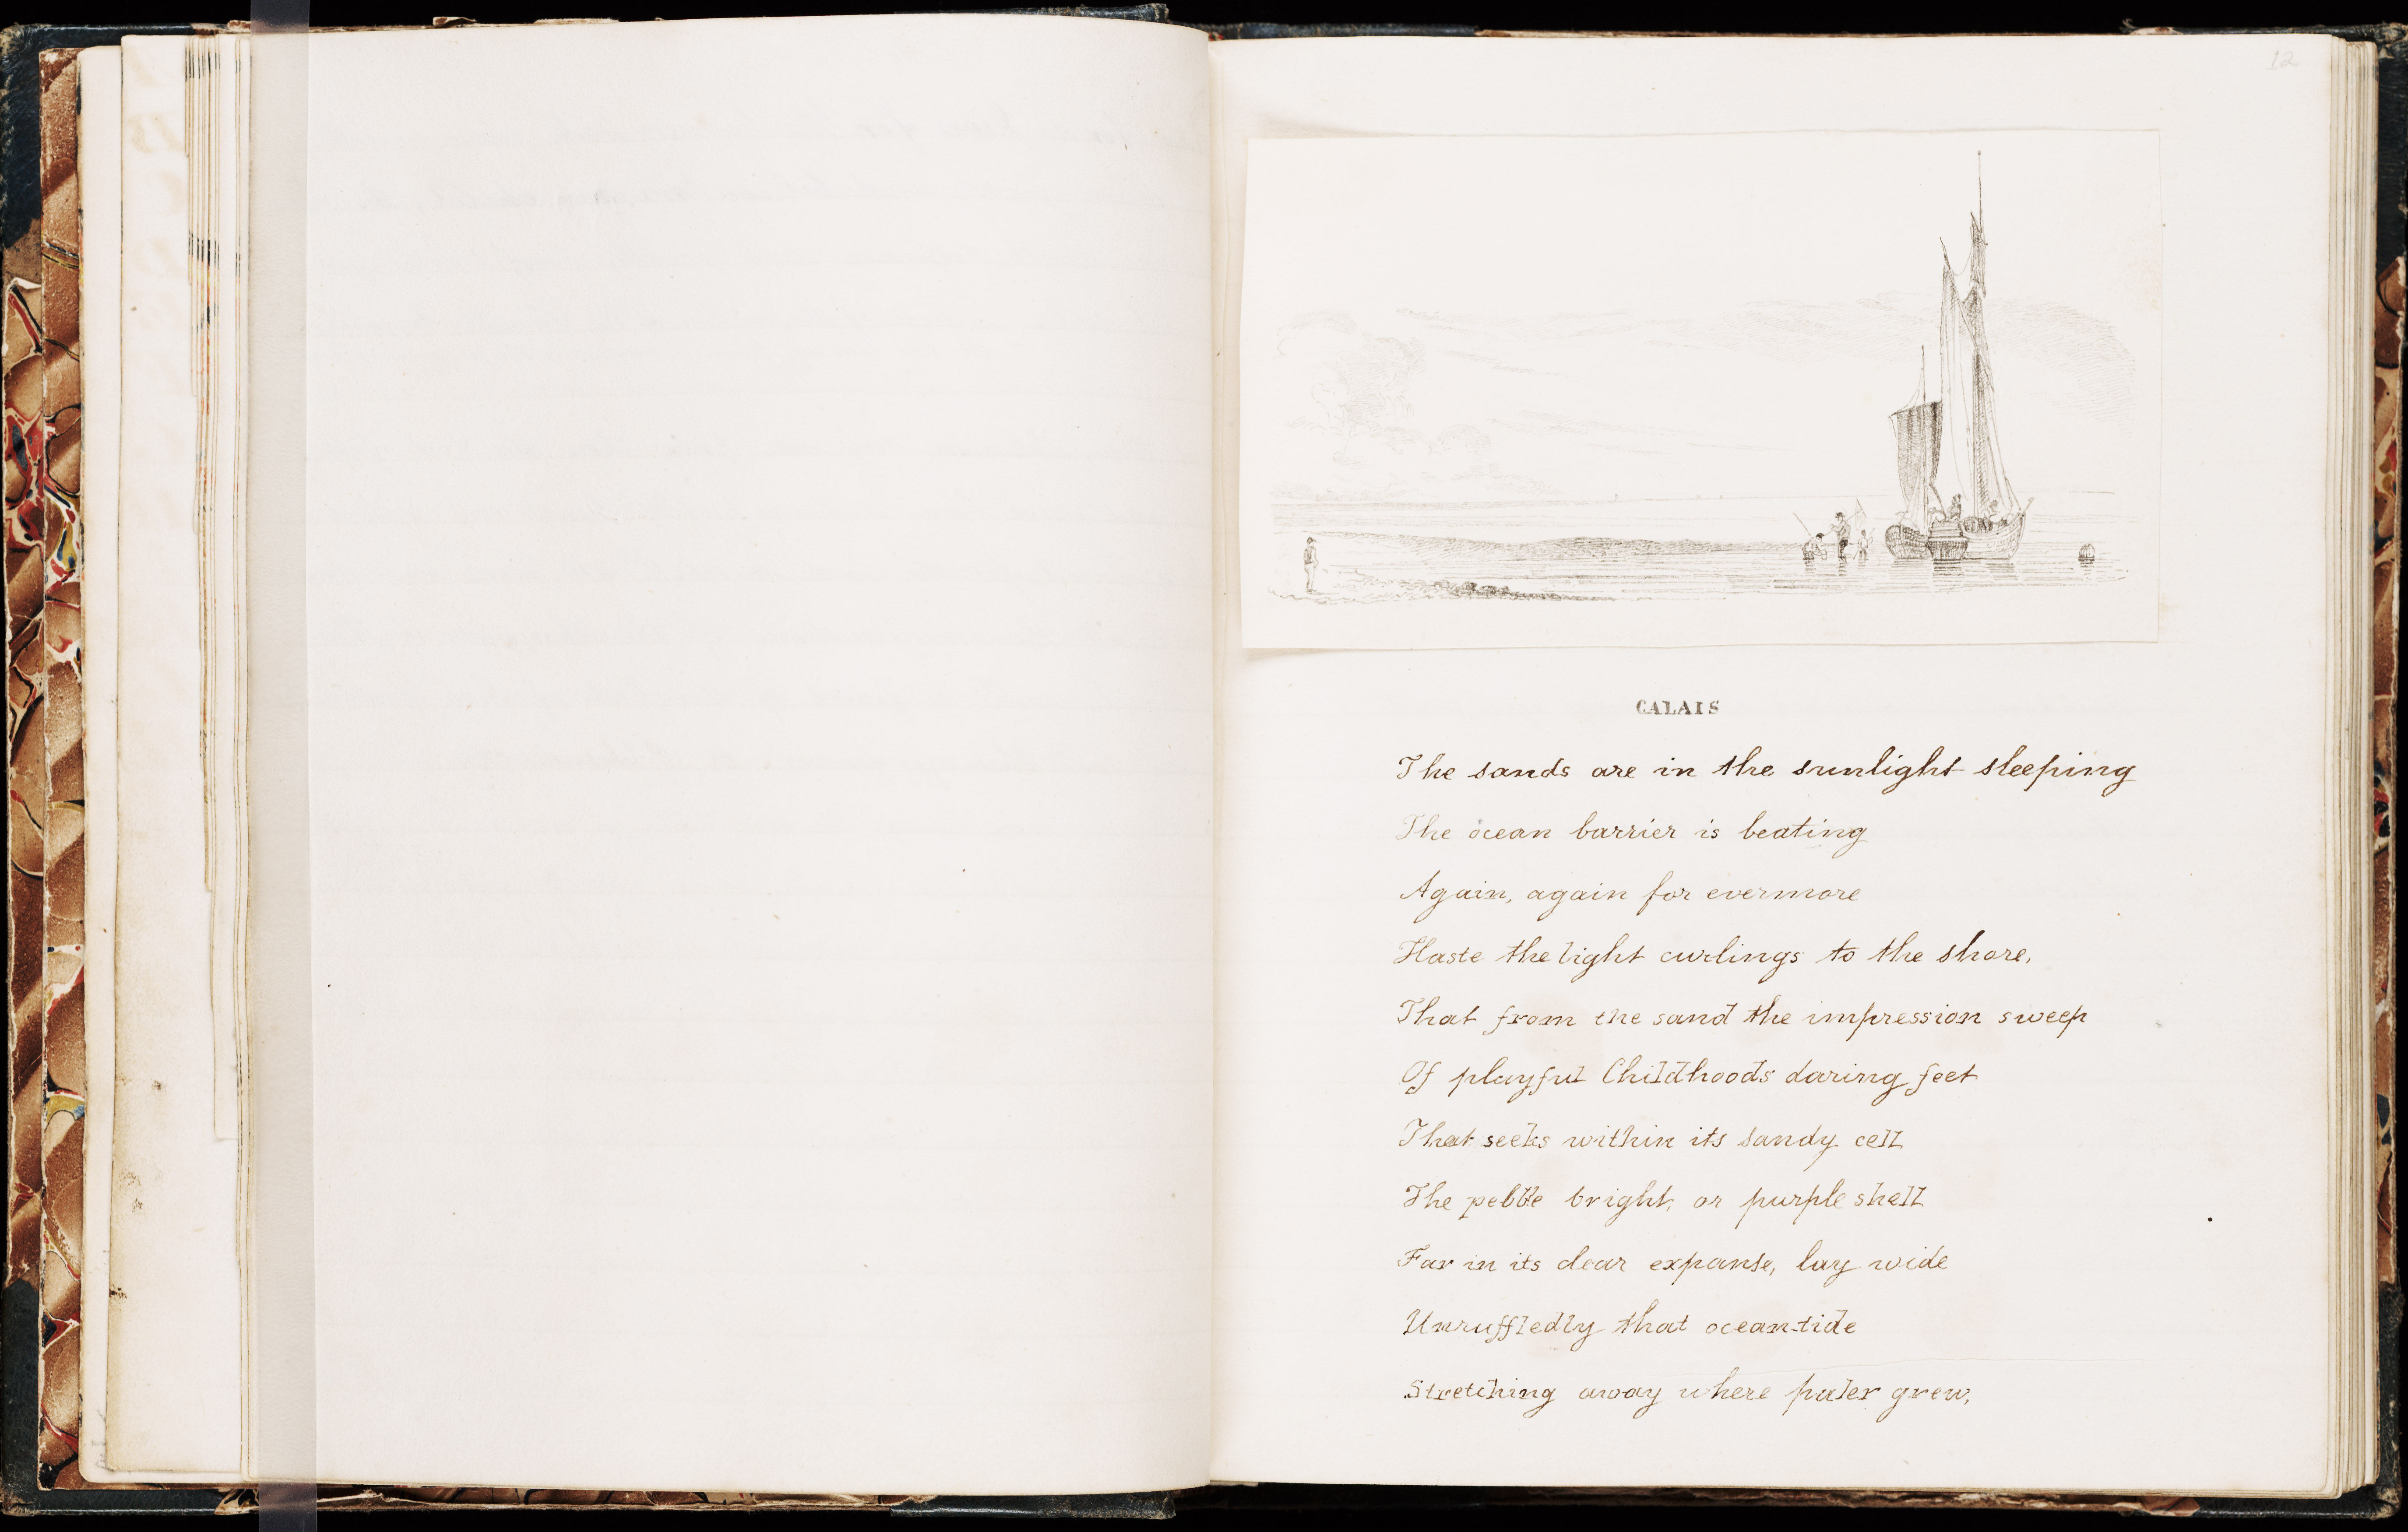 12
CALAIS
The sands are in the sunlight sleeping
The ocean barrier is beating
Again, again for evermore
Haste the light curlings to the shore,
That from the sand the impression sweep
Of playful Childhoods daring feet
That seeks within its sandy cell
The pebble bright, or purple shell
Far in its clear expanse, lay wide
Unruffledly that ocean-tide
Stretching away where paler grew,